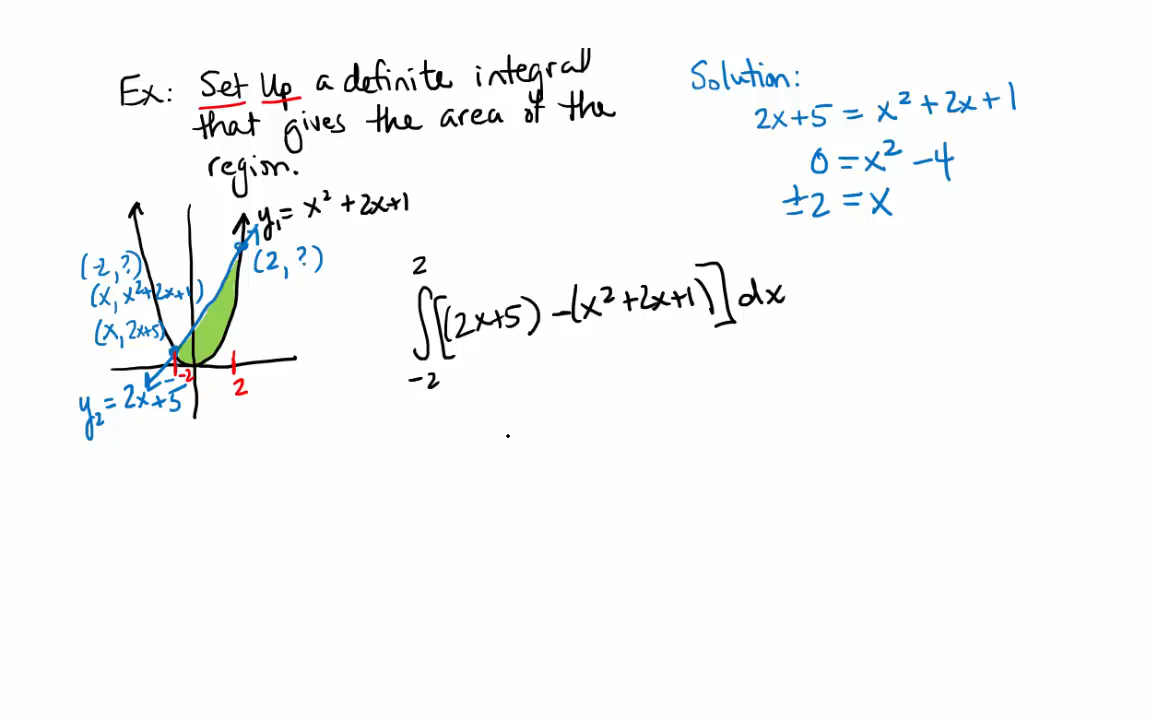 Ex: Set Up a definite integral
that gives the area of the
region.
Solution:
2x+5 = x² + 2x + 1
0 = x² - 4
±2 = x
y₁ = x² + 2x+1
(-2, ?)
(2, ?)
(x, x²+2x+1)
(x, 2x+5)
-2
2
y₂ = 2x+5
2
∫[(2x+5) - (x²+2x+1)] dx
-2